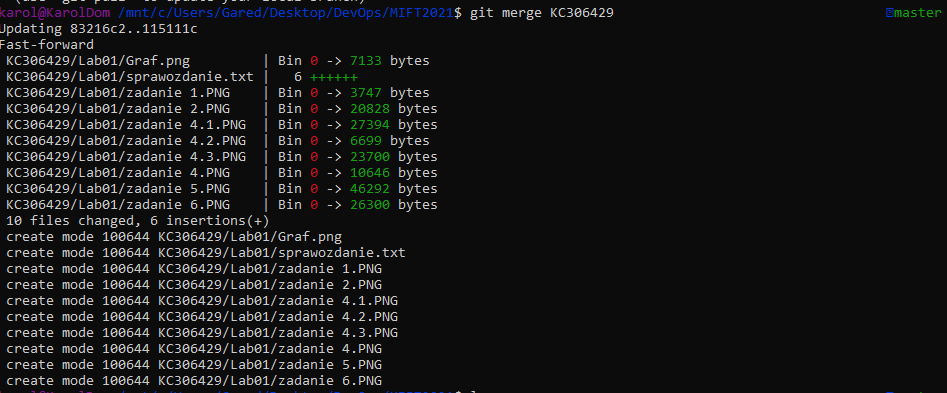 karol@KarolDom /mnt/c/Users/Gared/Desktop/DevOps/MIFT2021$ git merge KC306429 master
Updating 83216c2..115111c
Fast-forward
 KC306429/Lab01/Graf.png         | Bin 0 -> 7133 bytes
 KC306429/Lab01/sprawozdanie.txt |   6 ++++++
 KC306429/Lab01/zadanie 1.PNG    | Bin 0 -> 3747 bytes
 KC306429/Lab01/zadanie 2.PNG    | Bin 0 -> 20828 bytes
 KC306429/Lab01/zadanie 4.1.PNG  | Bin 0 -> 27394 bytes
 KC306429/Lab01/zadanie 4.2.PNG  | Bin 0 -> 6699 bytes
 KC306429/Lab01/zadanie 4.3.PNG  | Bin 0 -> 23700 bytes
 KC306429/Lab01/zadanie 4.PNG    | Bin 0 -> 10646 bytes
 KC306429/Lab01/zadanie 5.PNG    | Bin 0 -> 46292 bytes
 KC306429/Lab01/zadanie 6.PNG    | Bin 0 -> 26300 bytes
 10 files changed, 6 insertions(+)
 create mode 100644 KC306429/Lab01/Graf.png
 create mode 100644 KC306429/Lab01/sprawozdanie.txt
 create mode 100644 KC306429/Lab01/zadanie 1.PNG
 create mode 100644 KC306429/Lab01/zadanie 2.PNG
 create mode 100644 KC306429/Lab01/zadanie 4.1.PNG
 create mode 100644 KC306429/Lab01/zadanie 4.2.PNG
 create mode 100644 KC306429/Lab01/zadanie 4.3.PNG
 create mode 100644 KC306429/Lab01/zadanie 4.PNG
 create mode 100644 KC306429/Lab01/zadanie 5.PNG
 create mode 100644 KC306429/Lab01/zadanie 6.PNG